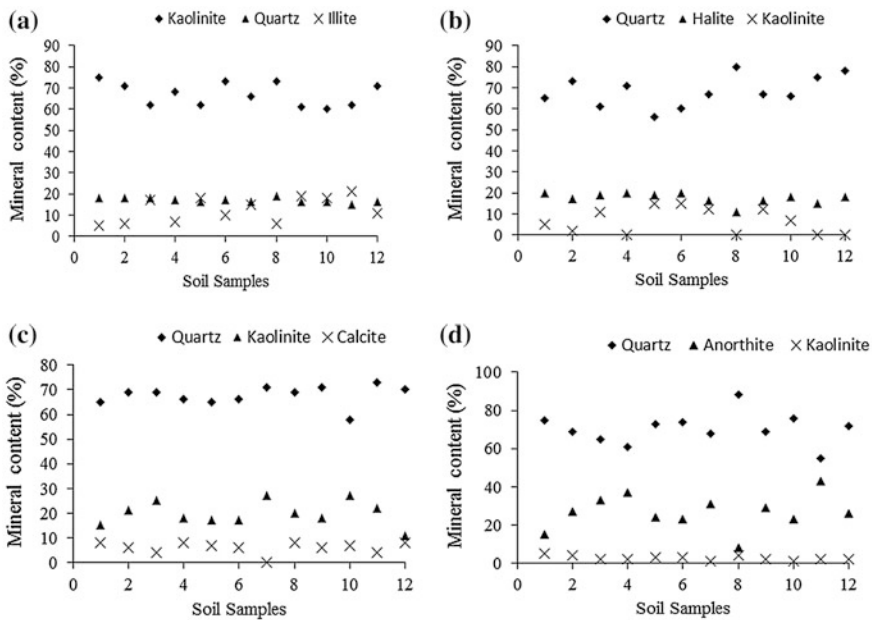 (a)
◆ Kaolinite ▲ Quartz × Illite
Mineral content (%)
90
80
70
60
50
40
30
20
10
0
0 2 4 6 8 10 12
Soil Samples
(b)
◆ Quartz ▲ Halite × Kaolinite
Mineral content (%)
90
80
70
60
50
40
30
20
10
0
0 2 4 6 8 10 12
Soil Samples
(c)
◆ Quartz ▲ Kaolinite × Calcite
Mineral content (%)
80
70
60
50
40
30
20
10
0
0 2 4 6 8 10 12
Soil Samples
(d)
◆ Quartz ▲ Anorthite × Kaolinite
Mineral content (%)
100
80
60
40
20
0
0 2 4 6 8 10 12
Soil Samples